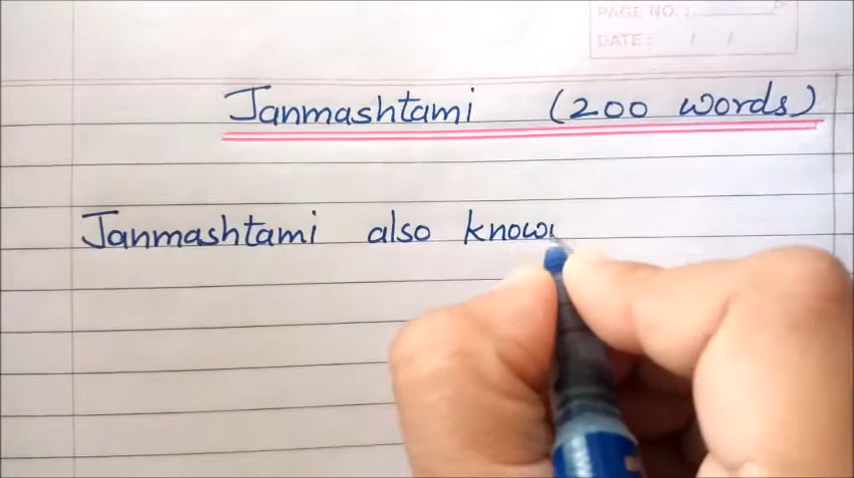 PAGE NO.:
DATE: / /
Janmashtami (200 words)
Janmashtami also know